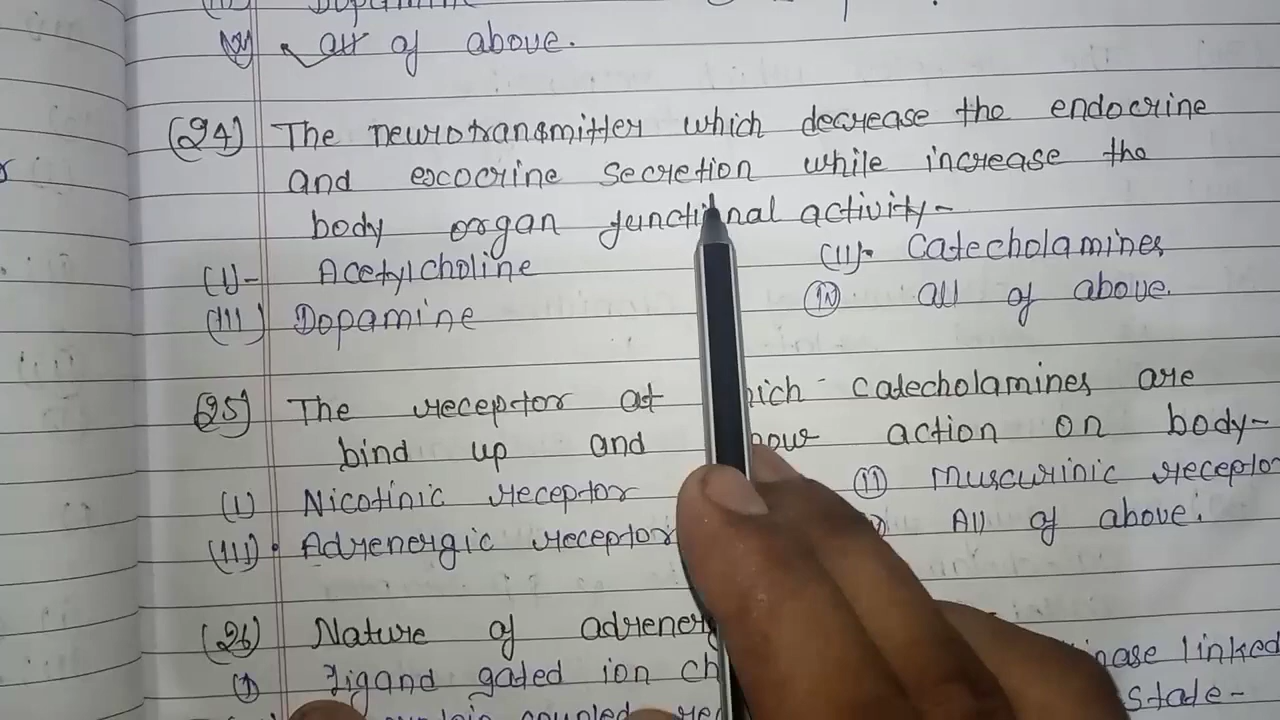 Dopamine
(IV) all of above.
(24) The neurotransmitter which decrease the endocrine
and exocrine secretion while increase the
body organ functional activity-
(I)- Acetylcholine (II)- Catecholamines
(III) Dopamine (IV) all of above.
(25) The receptor at which catecholamines are
bind up and show action on body-
(I) Nicotinic receptor (II) Muscurinic receptor
(III) Adrenergic receptor All of above.
(26) Nature of
(I) ligand gated ion linked
coupled state-